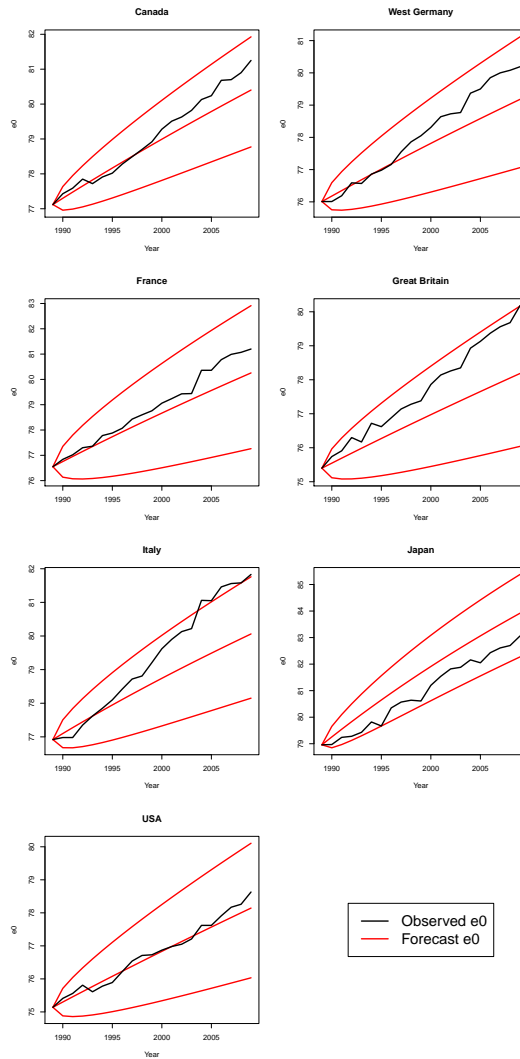 Canada
e0
77 78 79 80 81 82
1990 1995 2000 2005
Year
West Germany
e0
76 77 78 79 80 81
1990 1995 2000 2005
Year
France
e0
76 77 78 79 80 81 82 83
1990 1995 2000 2005
Year
Great Britain
e0
75 76 77 78 79 80
1990 1995 2000 2005
Year
Italy
e0
77 78 79 80 81 82
1990 1995 2000 2005
Year
Japan
e0
79 80 81 82 83 84 85
1990 1995 2000 2005
Year
USA
e0
75 76 77 78 79 80
1990 1995 2000 2005
Year
Observed e0
Forecast e0